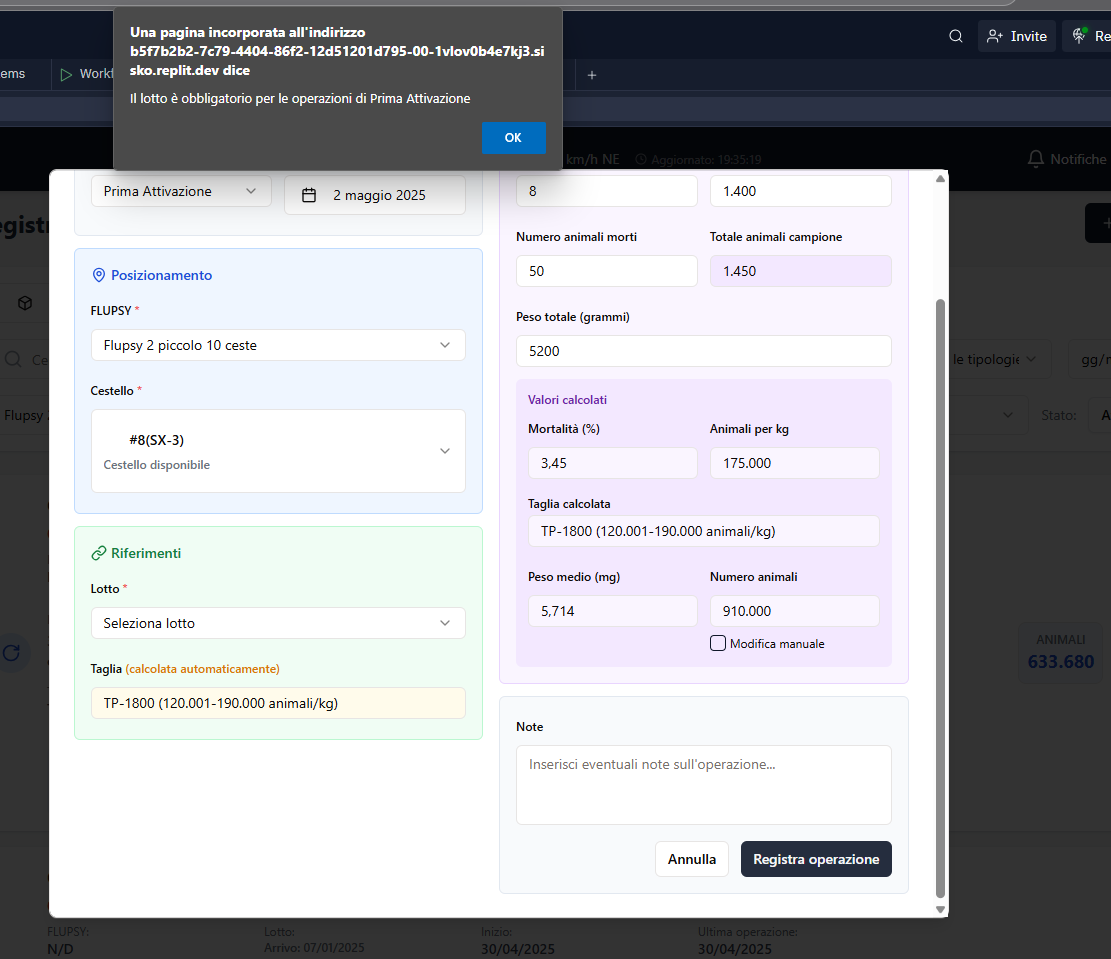 Una pagina incorporata all'indirizzo
b5f7b2b2-7c79-4404-86f2-12d51201d795-00-1vlov0b4e7kj3.si
sko.replit.dev dice
Il lotto è obbligatorio per le operazioni di Prima Attivazione
OK
Invite
Re
ems
Workf
+
km/h NE
Aggiornato: 19:35:19
Notifiche
egistr
Prima Attivazione
2 maggio 2025
Posizionamento
FLUPSY *
Flupsy 2 piccolo 10 ceste
Cestello *
#8(SX-3)
Cestello disponibile
Riferimenti
Lotto *
Seleziona lotto
Taglia (calcolata automaticamente)
TP-1800 (120.001-190.000 animali/kg)
8
1.400
Numero animali morti
Totale animali campione
50
1.450
Peso totale (grammi)
5200
Valori calcolati
Mortalità (%)
Animali per kg
3,45
175.000
Taglia calcolata
TP-1800 (120.001-190.000 animali/kg)
Peso medio (mg)
Numero animali
5,714
910.000
Modifica manuale
Note
Inserisci eventuali note sull'operazione...
Annulla
Registra operazione
Ce
Flupsy
le tipologie
gg/m
Stato:
A
ANIMALI
633.680
FLUPSY:
N/D
Lotto:
Arrivo: 07/01/2025
Inizio:
30/04/2025
Ultima operazione:
30/04/2025